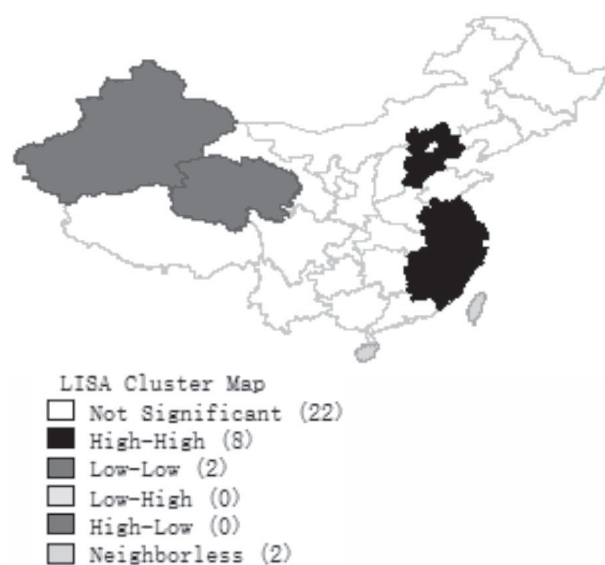 LISA Cluster Map
Not Significant (22)
High-High (8)
Low-Low (2)
Low-High (0)
High-Low (0)
Neighborless (2)